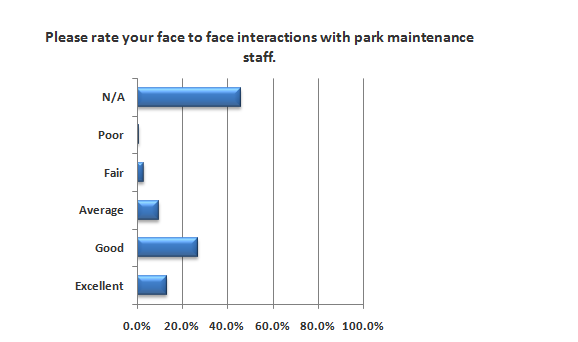 Please rate your face to face interactions with park maintenance
staff.
N/A
Poor
Fair
Average
Good
Excellent
0.0% 20.0% 40.0% 60.0% 80.0% 100.0%